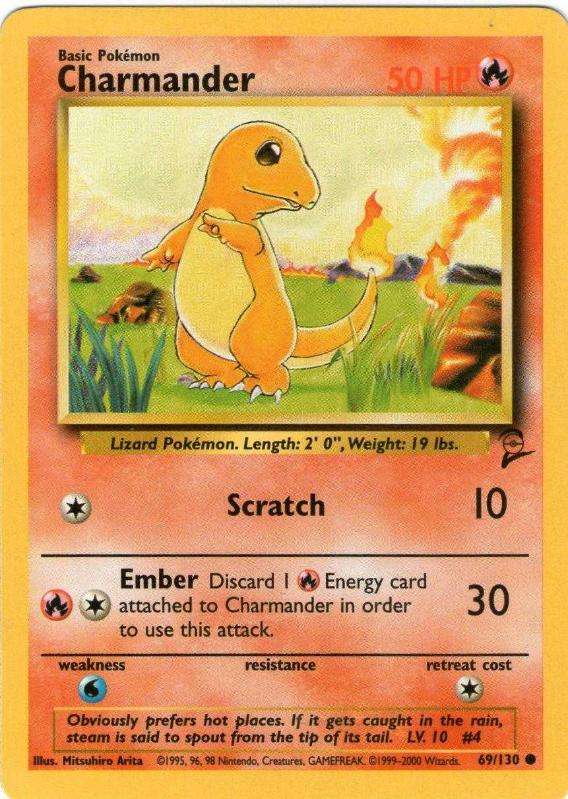 Basic Pokémon
Charmander 50 HP
Lizard Pokémon. Length: 2' 0", Weight: 19 lbs.
Scratch 10
Ember Discard 1 Energy card
attached to Charmander in order
to use this attack.
30
weakness resistance retreat cost
Obviously prefers hot places. If it gets caught in the rain,
steam is said to spout from the tip of its tail. LV. 10 #4
Illus. Mitsuhiro Arita ©1995, 96, 98 Nintendo, Creatures, GAMEFREAK. ©1999-2000 Wizards. 69/130